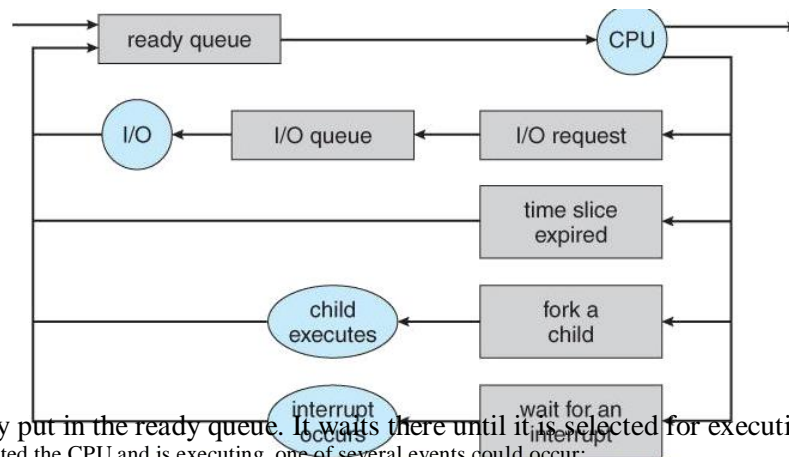 ready queue
CPU
I/O
I/O queue
I/O request
time slice
expired
child
executes
fork a
child
interrupt
occurs
wait for an
interrupt
y put in the ready queue. It waits there until it is selected for executi
ted the CPU and is executing, one of several events could occur: